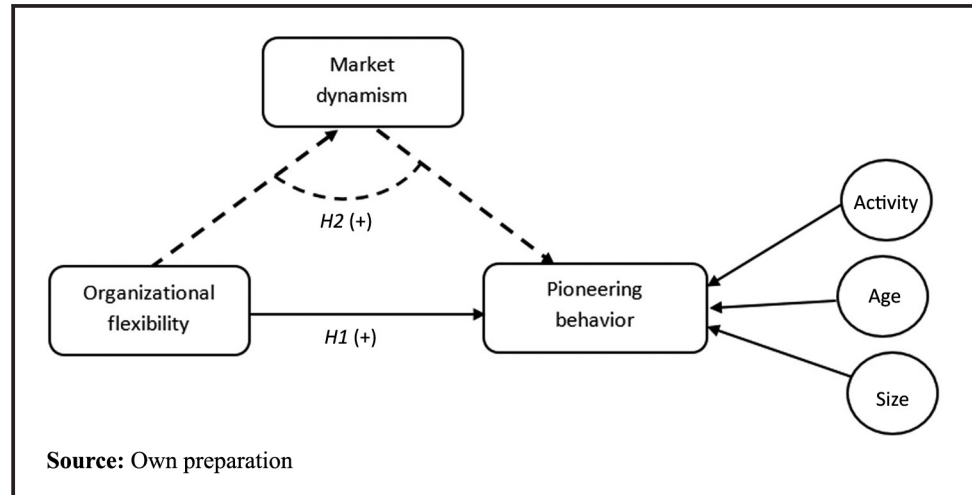 Market
dynamism
H2 (+)
Activity
Organizational
flexibility
H1 (+)
Pioneering
behavior
Age
Size
Source: Own preparation